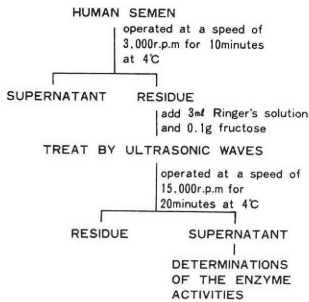 HUMAN SEMEN
operated at a speed of
3,000r.p.m for 10minutes
at 4℃
SUPERNATANT RESIDUE
add 3mℓ Ringer's solution
and 0.1g fructose
TREAT BY ULTRASONIC WAVES
operated at a speed of
15,000r.p.m for
20minutes at 4℃
RESIDUE SUPERNATANT
DETERMINATIONS
OF THE ENZYME
ACTIVITIES